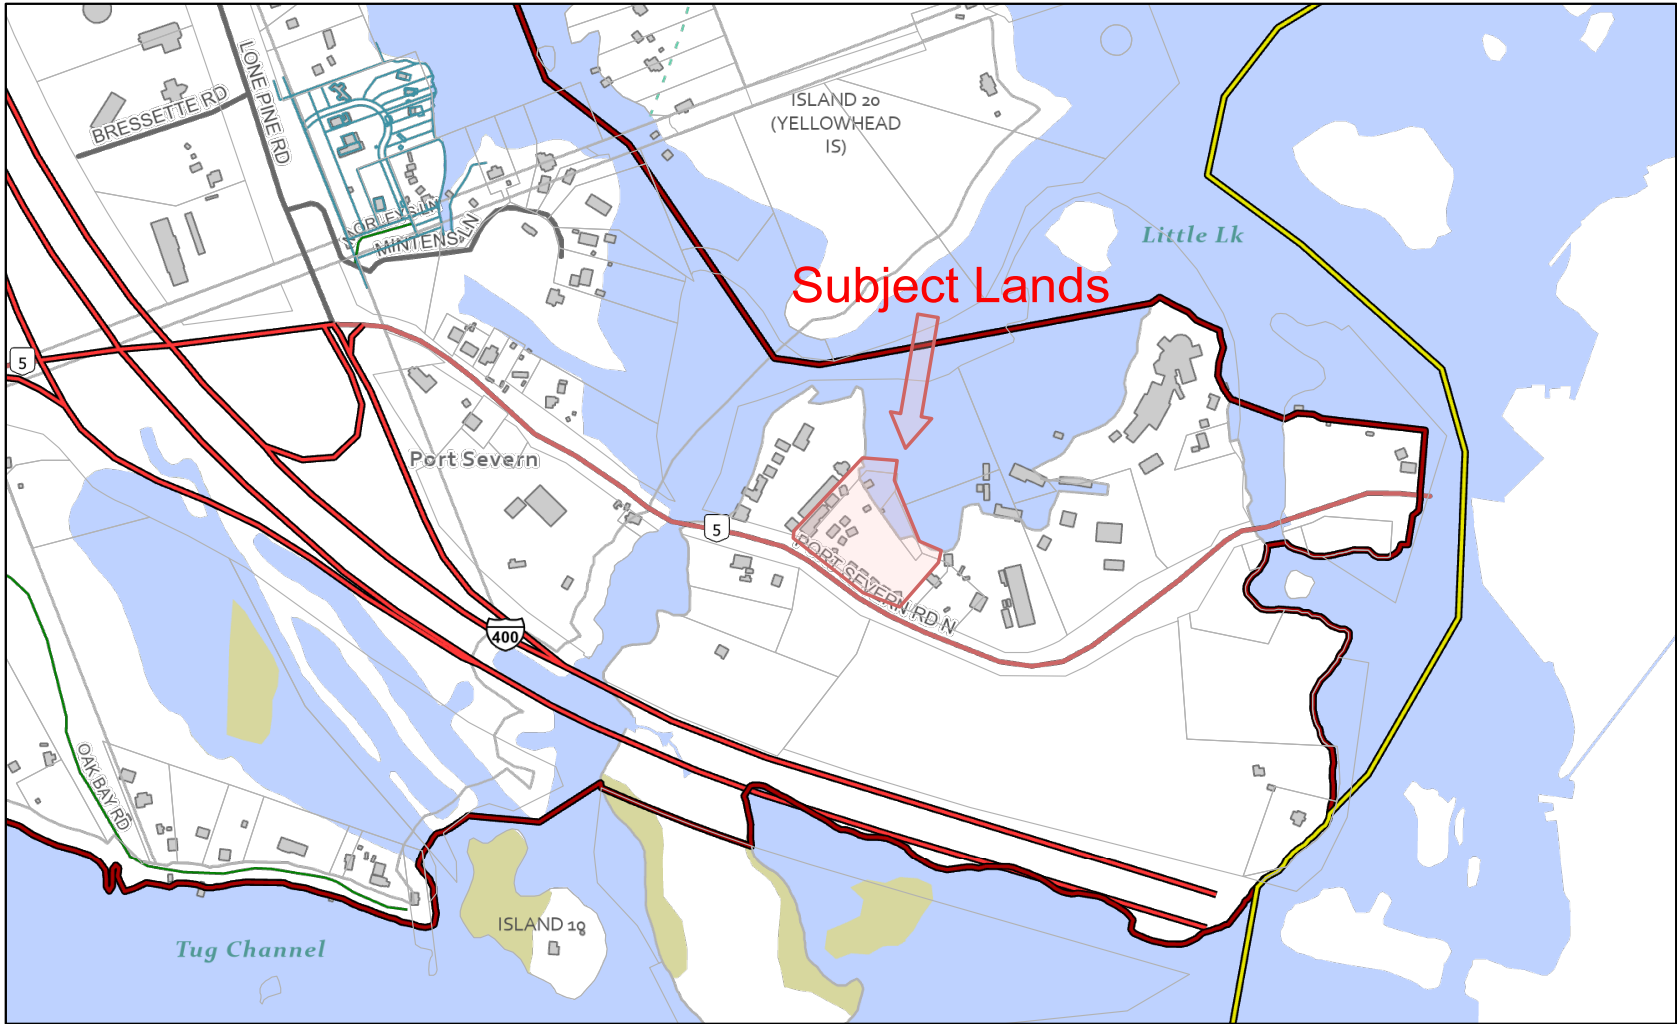 LONE PINE RD
BRESSETTE RD
ISLAND 20
(YELLOWHEAD
IS)
MORLEYS LN
MINTENS LN
Little Lk
Subject Lands
5
Port Severn
5
PORT SEVERN RD N
400
OAK BAY RD
ISLAND 19
Tug Channel